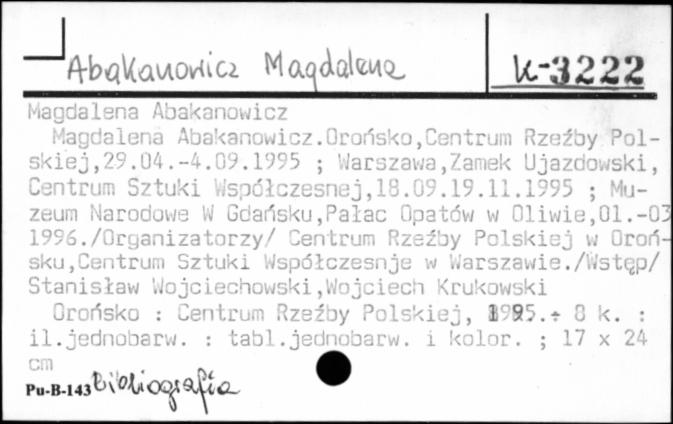 Abakanowicz Magdalena
K-3222
Magdalena Abakanowicz
Magdalena Abakanowicz.Orońsko,Centrum Rzeźby Pol-
skiej,29.04.-4.09.1995 ; Warszawa,Zamek Ujazdowski,
Centrum Sztuki Współczesnej,18.09.19.11.1995 ; Mu-
zeum Narodowe W Gdańsku,Pałac Opatów w Oliwie,01.-03
1996./Organizatorzy/ Centrum Rzeźby Polskiej w Oroń-
sku,Centrum Sztuki Współczesnje w Warszawie./Wstęp/
Stanisław Wojciechowski,Wojciech Krukowski
Orońsko : Centrum Rzeźby Polskiej, 1995.- 8 k. :
il.jednobarw. : tabl.jednobarw. i kolor. ; 17 x 24
cm
Pu-B-143 Bibliografia